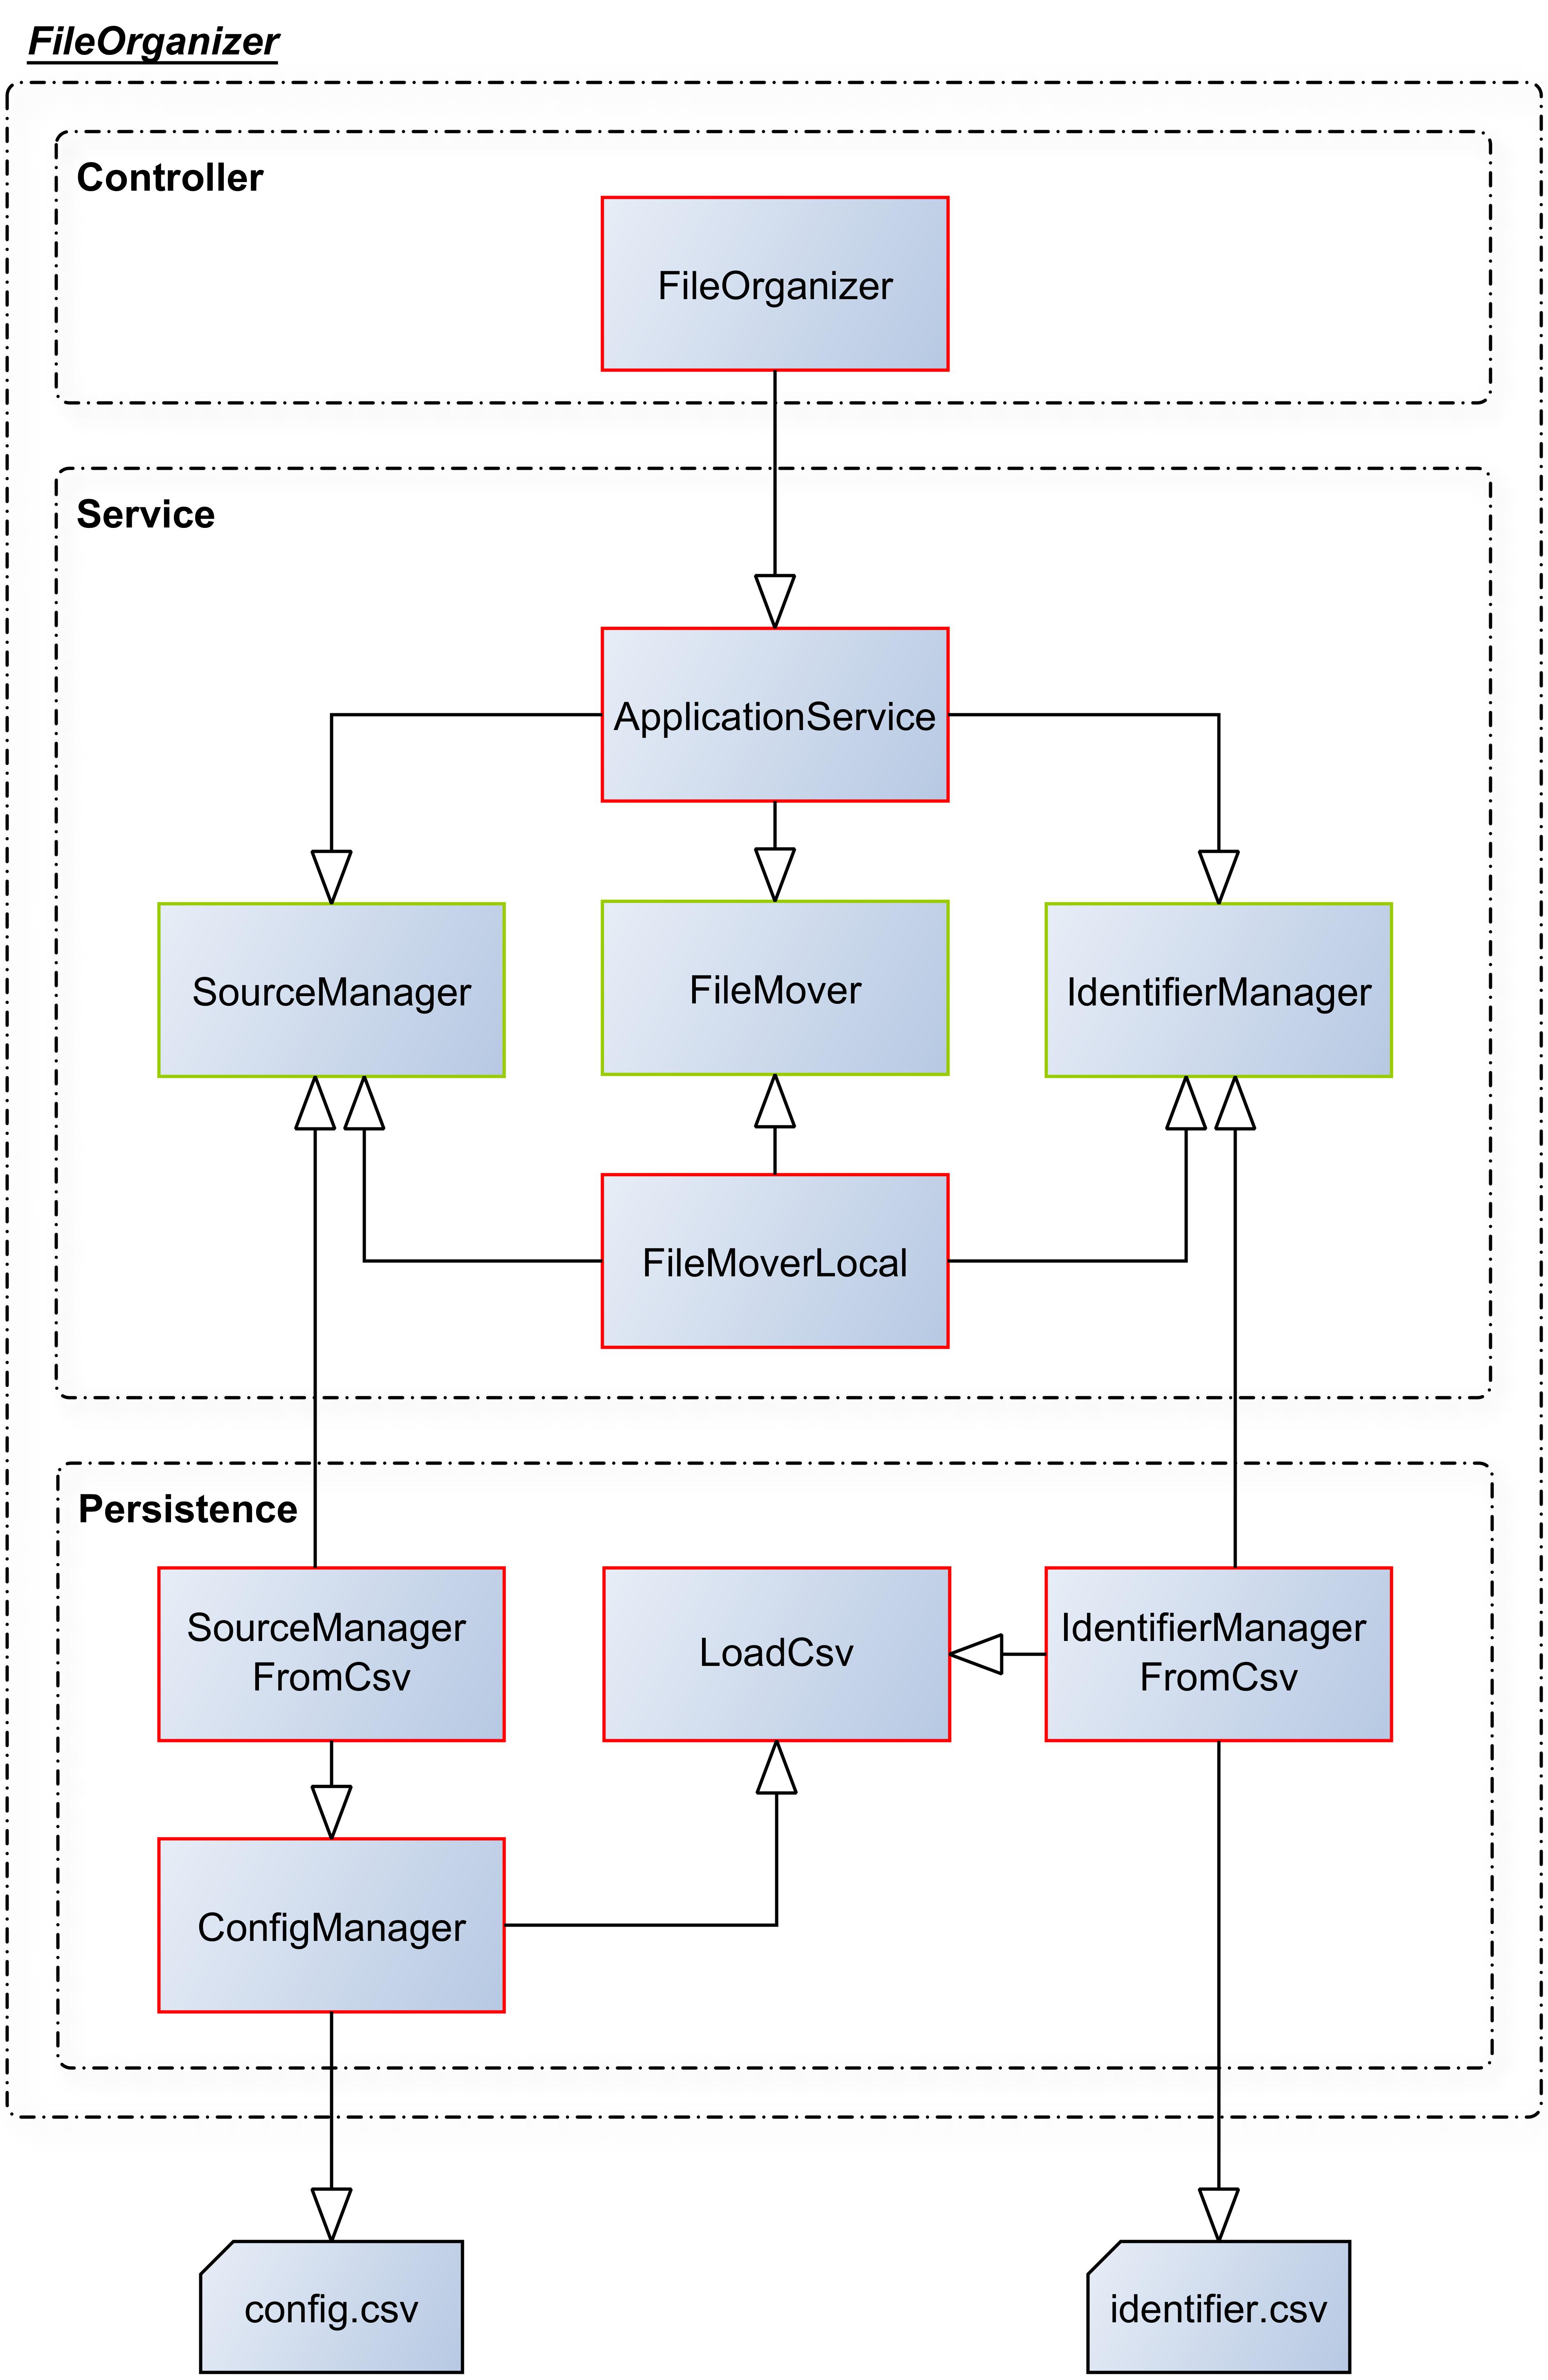 FileOrganizer
Controller
FileOrganizer
Service
ApplicationService
SourceManager
FileMover
IdentifierManager
FileMoverLocal
Persistence
SourceManager
FromCsv
LoadCsv
IdentifierManager
FromCsv
ConfigManager
config.csv
identifier.csv